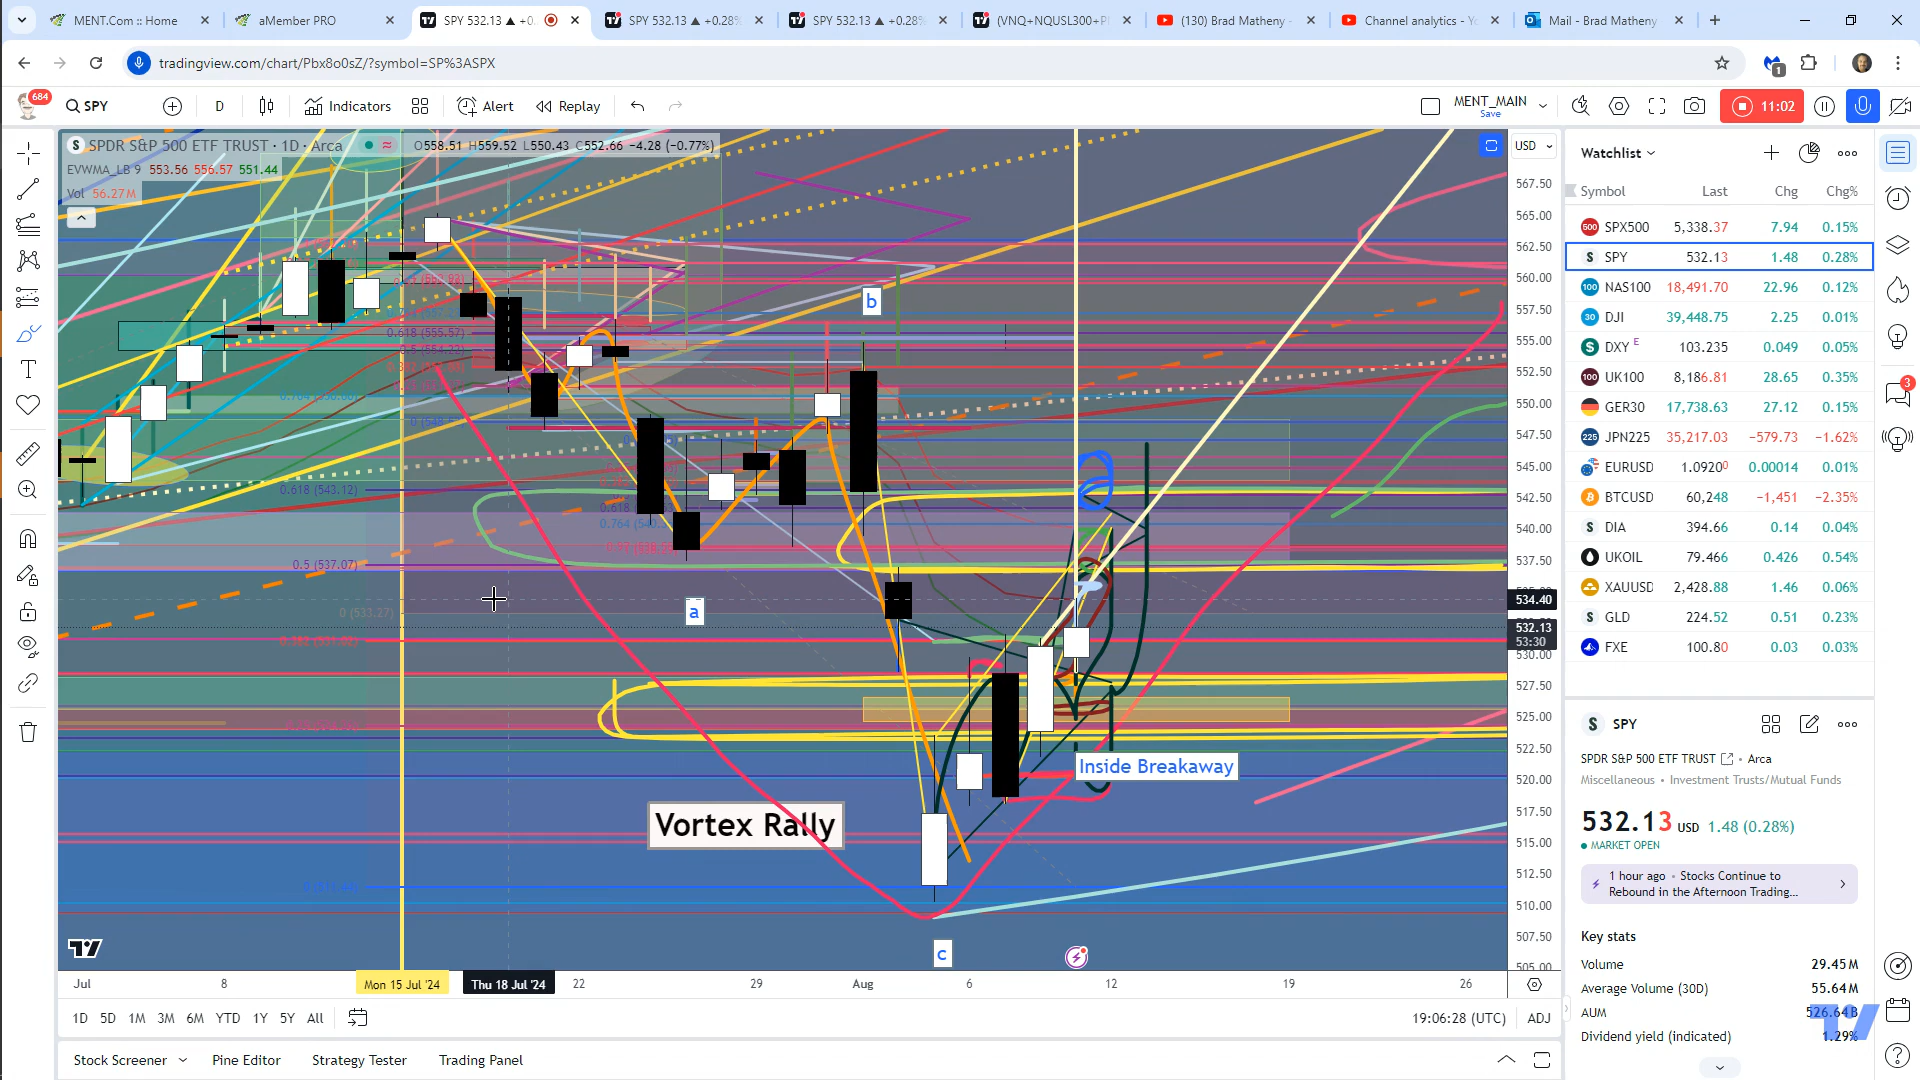 MENT.Com :: Home
aMember PRO
SPY 532.13 ▲ +0.
SPY 532.13 ▲ +0.28%
SPY 532.13 ▲ +0.28%
(VNQ+NQUSL300+P
(130) Brad Matheny -
Channel analytics - Y
Mail - Brad Matheny
tradingview.com/chart/Pbx8o0sZ/?symbol=SP%3ASPX
1
684
SPY
D
Indicators
Alert
Replay
MENT_MAIN
Save
11:02
SPDR S&P 500 ETF TRUST · 1D · Arca
O558.51 H559.52 L550.43 C552.66 −4.28 (−0.77%)
EVWMA_LB 9 553.56 556.57 551.44
Vol 56.27M
USD
567.50
565.00
562.50
560.00
557.50
555.00
552.50
550.00
547.50
545.00
542.50
540.00
537.50
534.40
532.13
53:30
530.00
527.50
525.00
522.50
520.00
517.50
515.00
512.50
510.00
507.50
505.00
b
0.618 (555.57)
0.618 (543.12)
0.5 (537.07)
0 (533.27)
a
Inside Breakaway
Vortex Rally
c
Jul
8
Mon 15 Jul '24
Thu 18 Jul '24
22
29
Aug
6
12
19
26
1D
5D
1M
3M
6M
YTD
1Y
5Y
All
19:06:28 (UTC)
ADJ
Stock Screener
Pine Editor
Strategy Tester
Trading Panel
Watchlist
Symbol Last Chg Chg%
SPX500 5,338.37 7.94 0.15%
SPY 532.13 1.48 0.28%
NAS100 18,491.70 22.96 0.12%
DJI 39,448.75 2.25 0.01%
DXY E 103.235 0.049 0.05%
UK100 8,186.81 28.65 0.35%
GER30 17,738.63 27.12 0.15%
JPN225 35,217.03 −579.73 −1.62%
EURUSD 1.09200 0.00014 0.01%
BTCUSD 60,248 −1,451 −2.35%
DIA 394.66 0.14 0.04%
UKOIL 79.466 0.426 0.54%
XAUUSD 2,428.88 1.46 0.06%
GLD 224.52 0.51 0.23%
FXE 100.80 0.03 0.03%
3
SPY
SPDR S&P 500 ETF TRUST • Arca
Miscellaneous • Investment Trusts/Mutual Funds
532.13 USD 1.48 (0.28%)
MARKET OPEN
1 hour ago • Stocks Continue to
Rebound in the Afternoon Trading...
Key stats
Volume 29.45M
Average Volume (30D) 55.64M
AUM 526.64B
Dividend yield (indicated) 1.29%